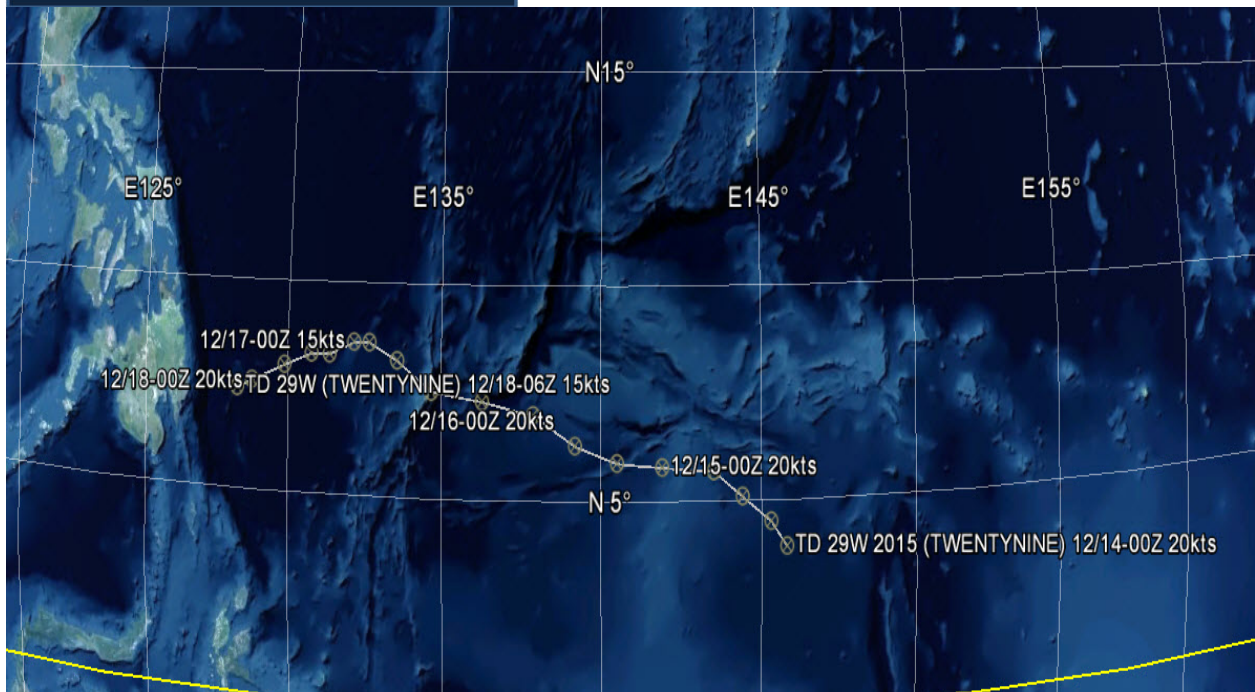 N15°
E125°
E135°
E145°
E155°
12/17-00Z 15kts
12/18-00Z 20kts
TD 29W (TWENTYNINE) 12/18-06Z 15kts
12/16-00Z 20kts
12/15-00Z 20kts
N 5°
TD 29W 2015 (TWENTYNINE) 12/14-00Z 20kts